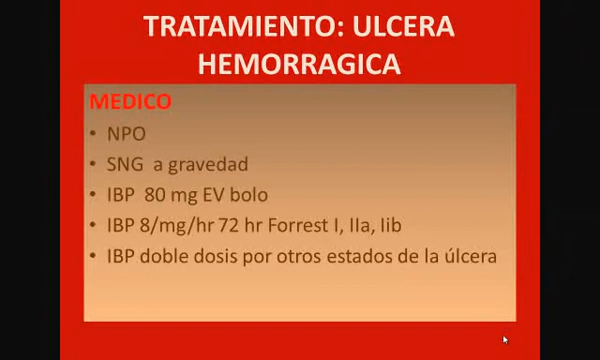 TRATAMIENTO: ULCERA
HEMORRAGICA
MEDICO
• NPO
• SNG a gravedad
• IBP 80 mg EV bolo
• IBP 8/mg/hr 72 hr Forrest I, IIa, Iib
• IBP doble dosis por otros estados de la úlcera